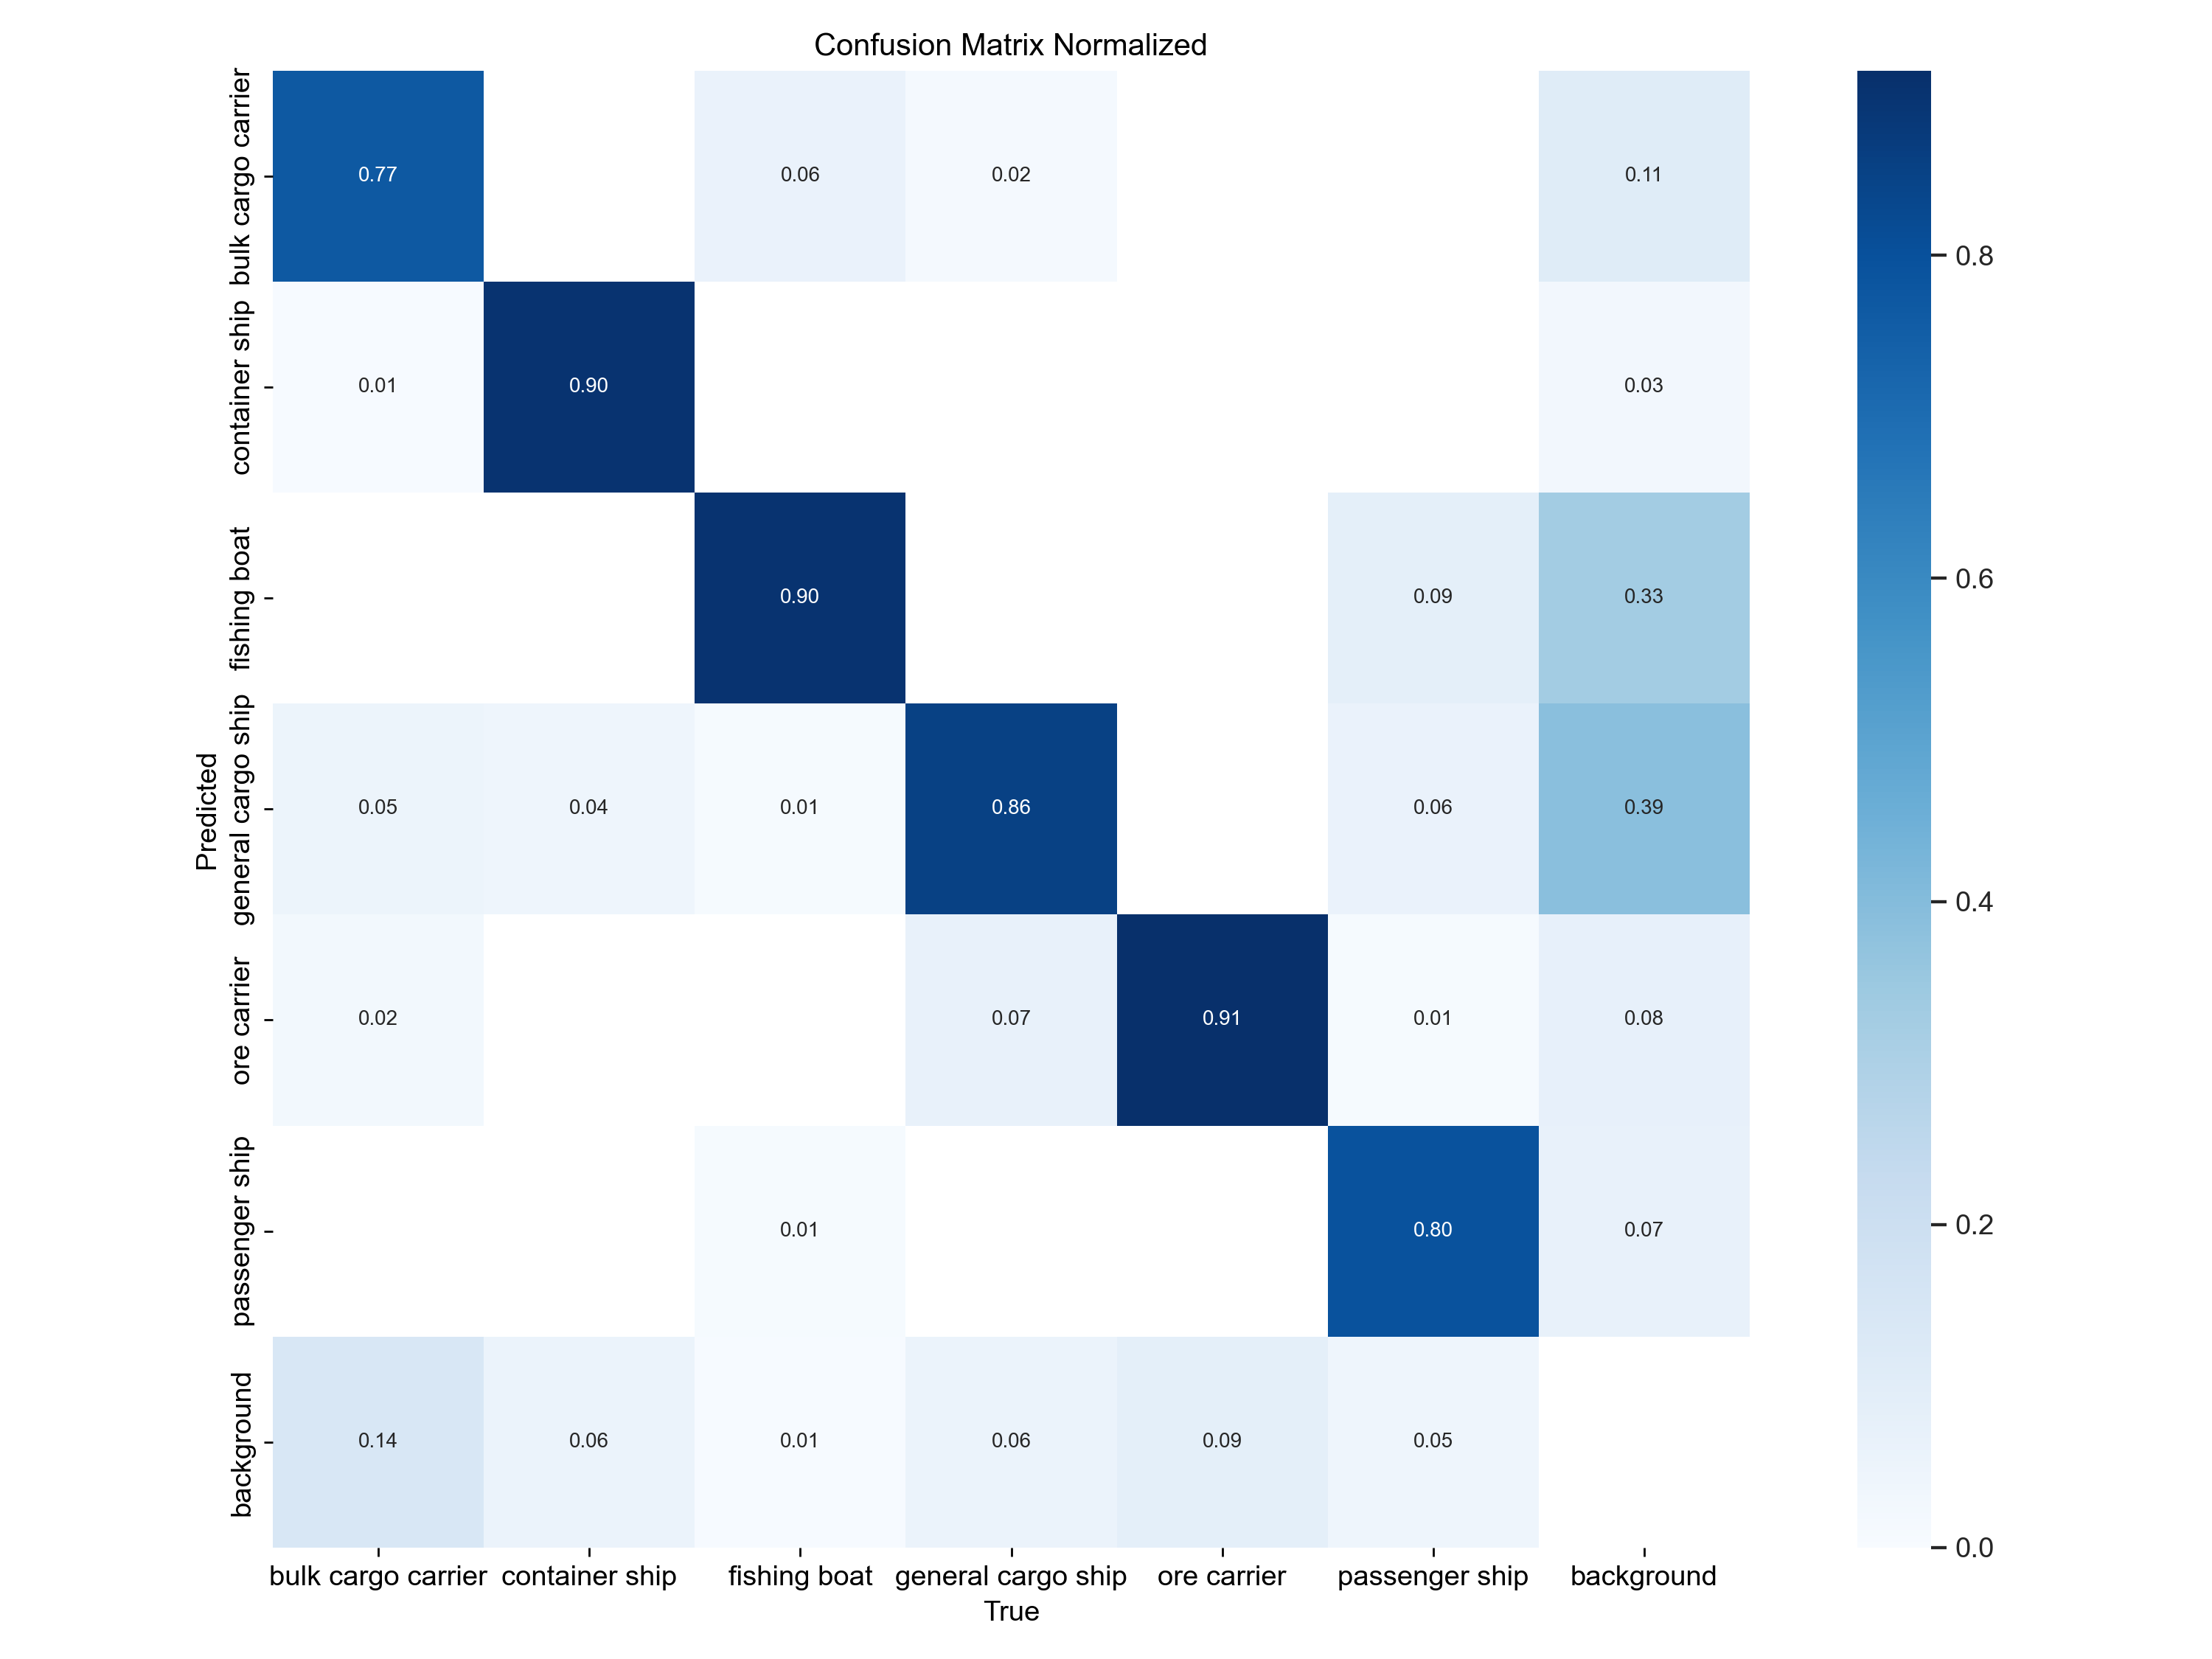 Confusion Matrix Normalized
bulk cargo carrier
0.77
0.06
0.02
0.11
container ship
0.01
0.90
0.03
fishing boat
0.90
0.09
0.33
general cargo ship
0.05
0.04
0.01
0.86
0.06
0.39
ore carrier
0.02
0.07
0.91
0.01
0.08
passenger ship
0.01
0.80
0.07
background
0.14
0.06
0.01
0.06
0.09
0.05
Predicted
bulk cargo carrier
container ship
fishing boat
general cargo ship
ore carrier
passenger ship
background
True
0.8
0.6
0.4
0.2
0.0